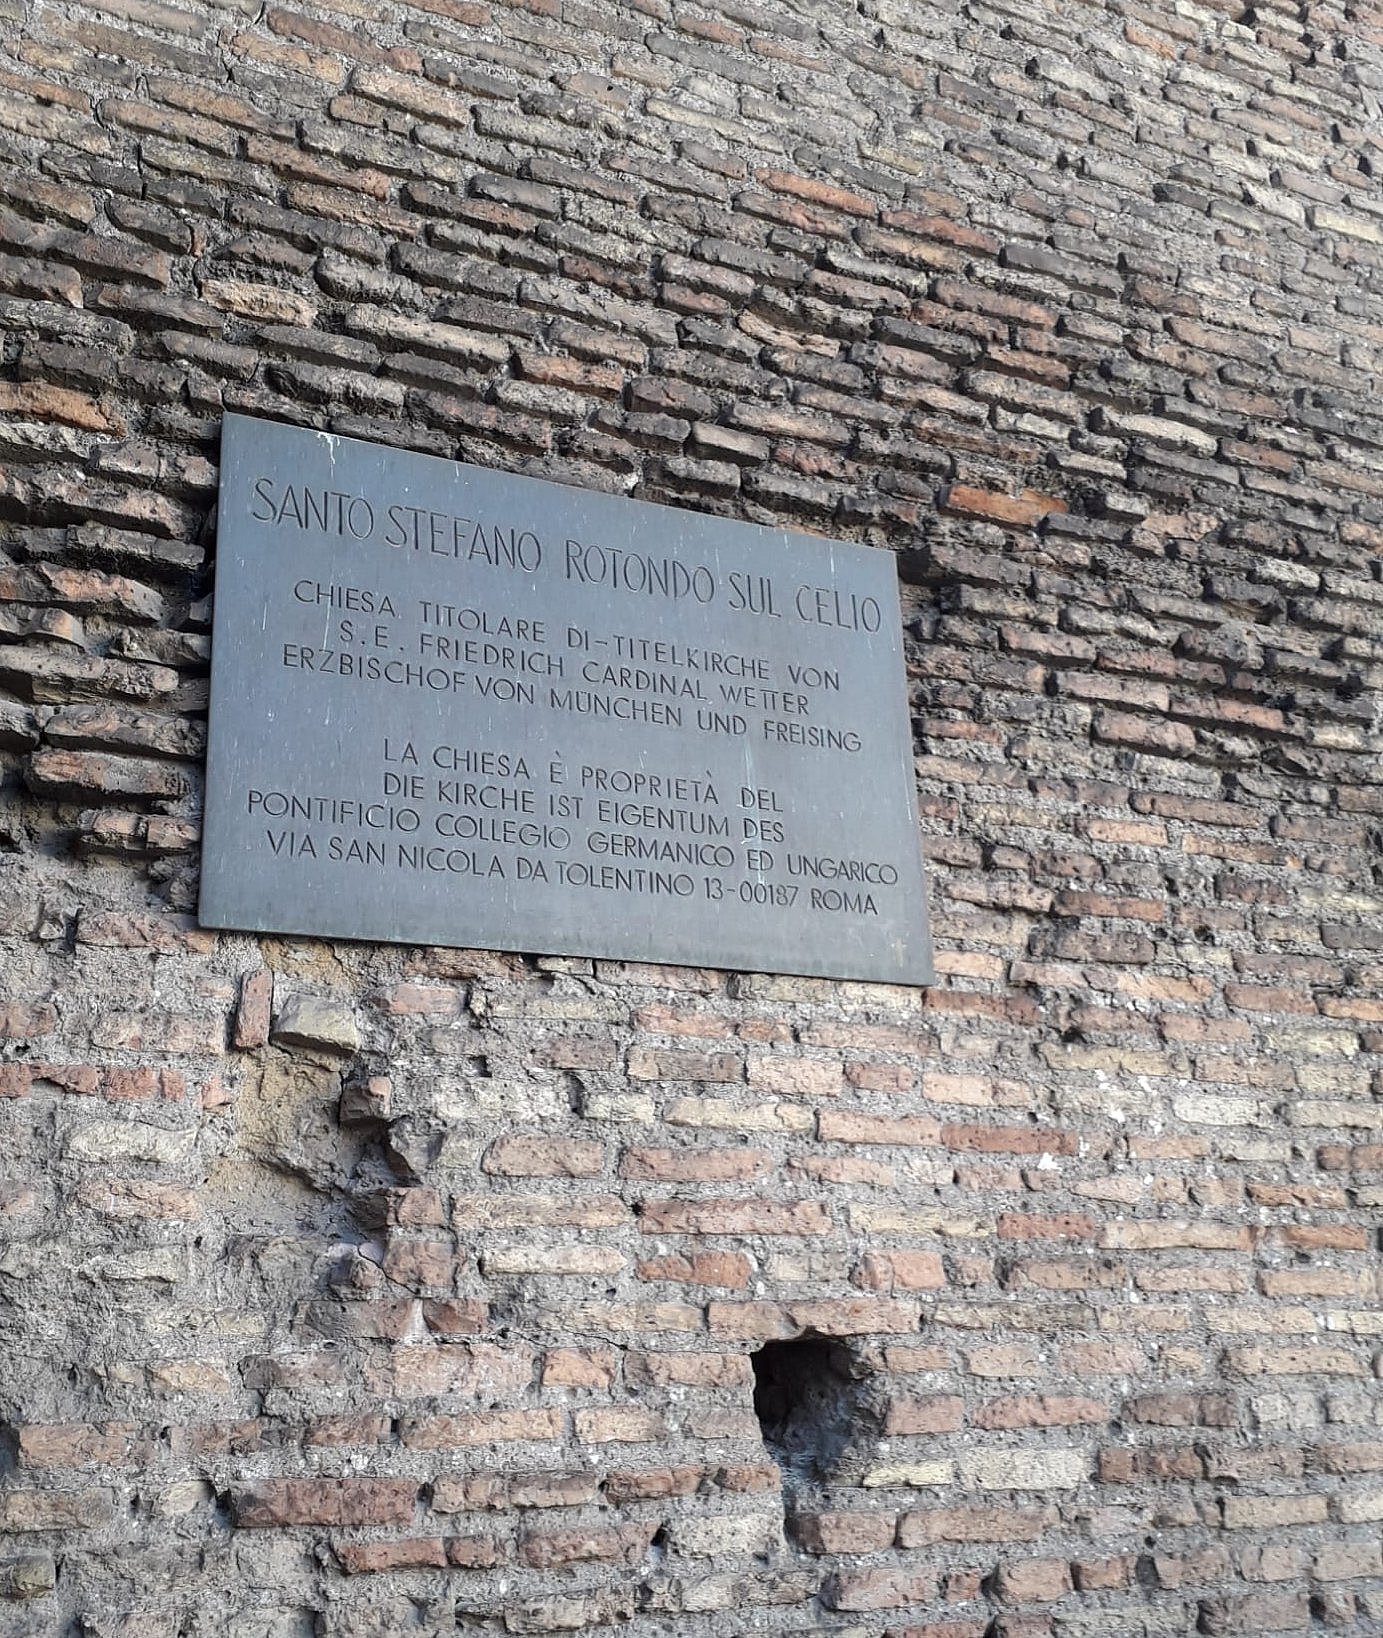 SANTO STEFANO ROTONDO SUL CELIO
CHIESA TITOLARE DI-TITELKIRCHE VON
S.E. FRIEDRICH CARDINAL WETTER
ERZBISCHOF VON MÜNCHEN UND FREISING
LA CHIESA È PROPRIETÀ DEL
DIE KIRCHE IST EIGENTUM DES
PONTIFICIO COLLEGIO GERMANICO ED UNGARICO
VIA SAN NICOLA DA TOLENTINO 13-00187 ROMA